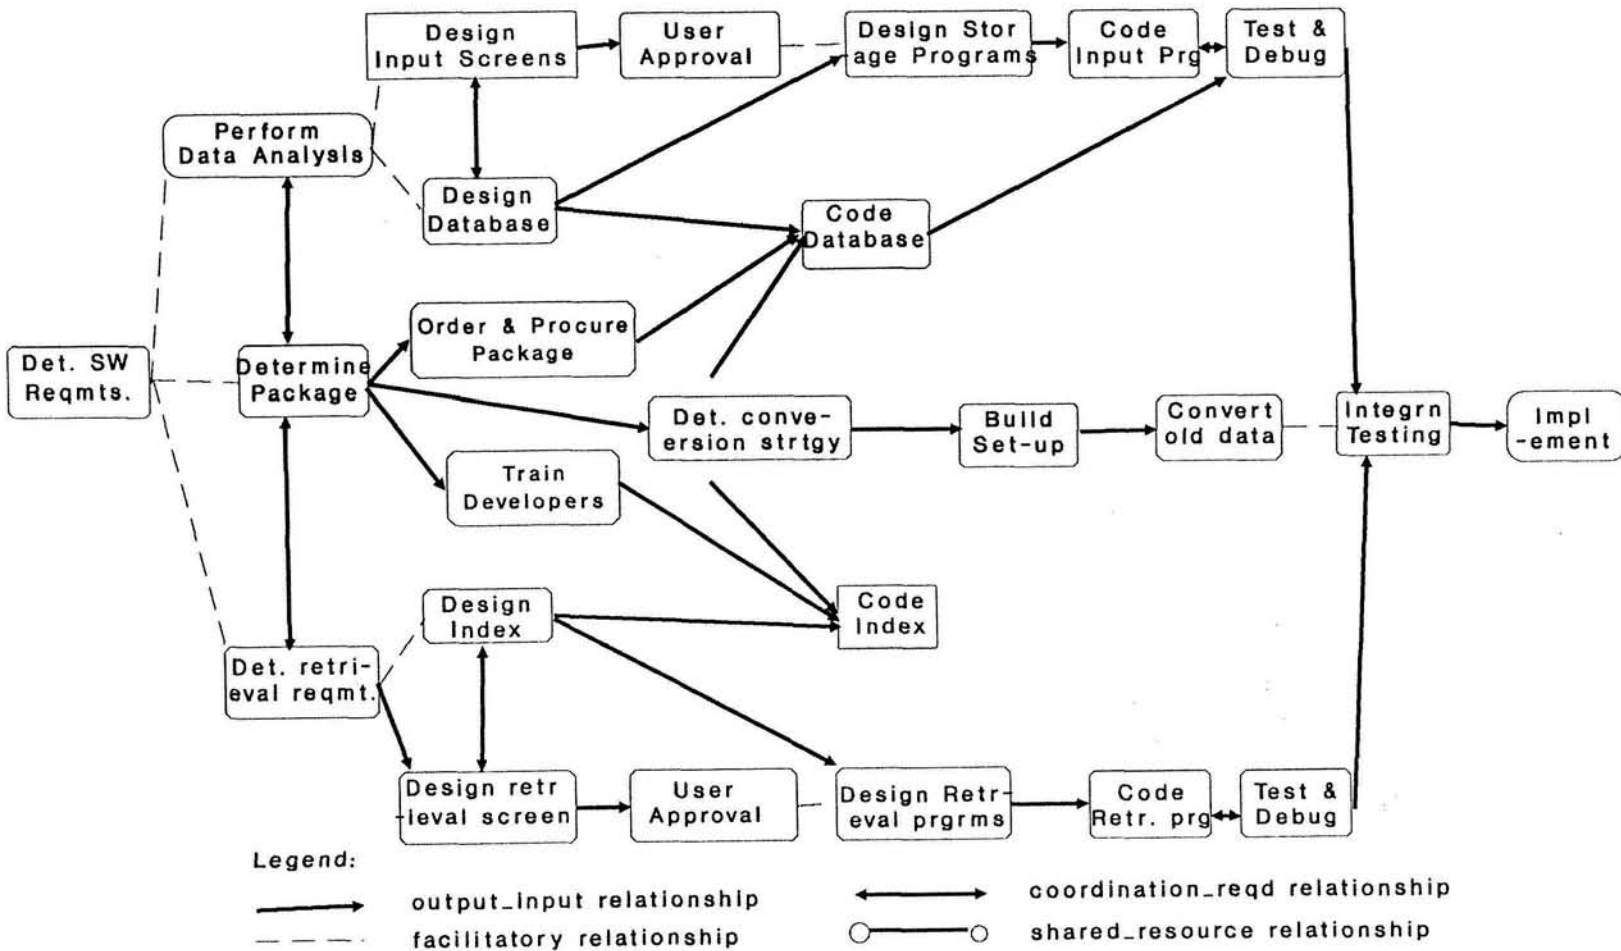 Design
Input Screens
User
Approval
Design Stor
-age Programs
Code
Input Prg
Test &
Debug
Perform
Data Analysis
Design
Database
Code
Database
Order & Procure
Package
Det. SW
Reqmts.
Determine
Package
Det. conve-
ersion strtgy
Build
Set-up
Convert
old data
Integrn
Testing
Impl
-ement
Train
Developers
Design
Index
Code
Index
Det. retri-
eval reqmt.
Design retr
-ieval screen
User
Approval
Design Retr-
eval prgrms
Code
Retr. prg
Test &
Debug
Legend:
output_input relationship
coordination_reqd relationship
facilitatory relationship
shared_resource relationship